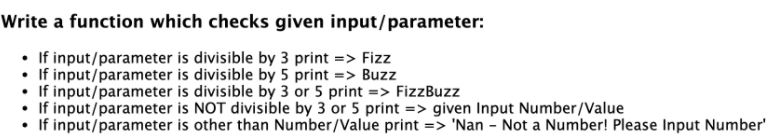 Write a function which checks given input/parameter:
• If input/parameter is divisible by 3 print => Fizz
• If input/parameter is divisible by 5 print => Buzz
• If input/parameter is divisible by 3 or 5 print => FizzBuzz
• If input/parameter is NOT divisible by 3 or 5 print => given Input Number/Value
• If input/parameter is other than Number/Value print => 'Nan – Not a Number! Please Input Number'